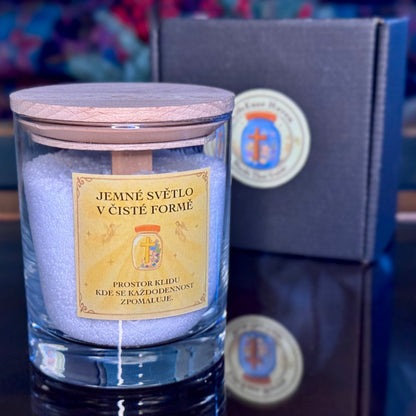 JEMNÉ SVĚTLO
V ČISTÉ FORMĚ
PROSTOR KLIDU
KDE SE KAŽDODENNOST
ZPOMALUJE.